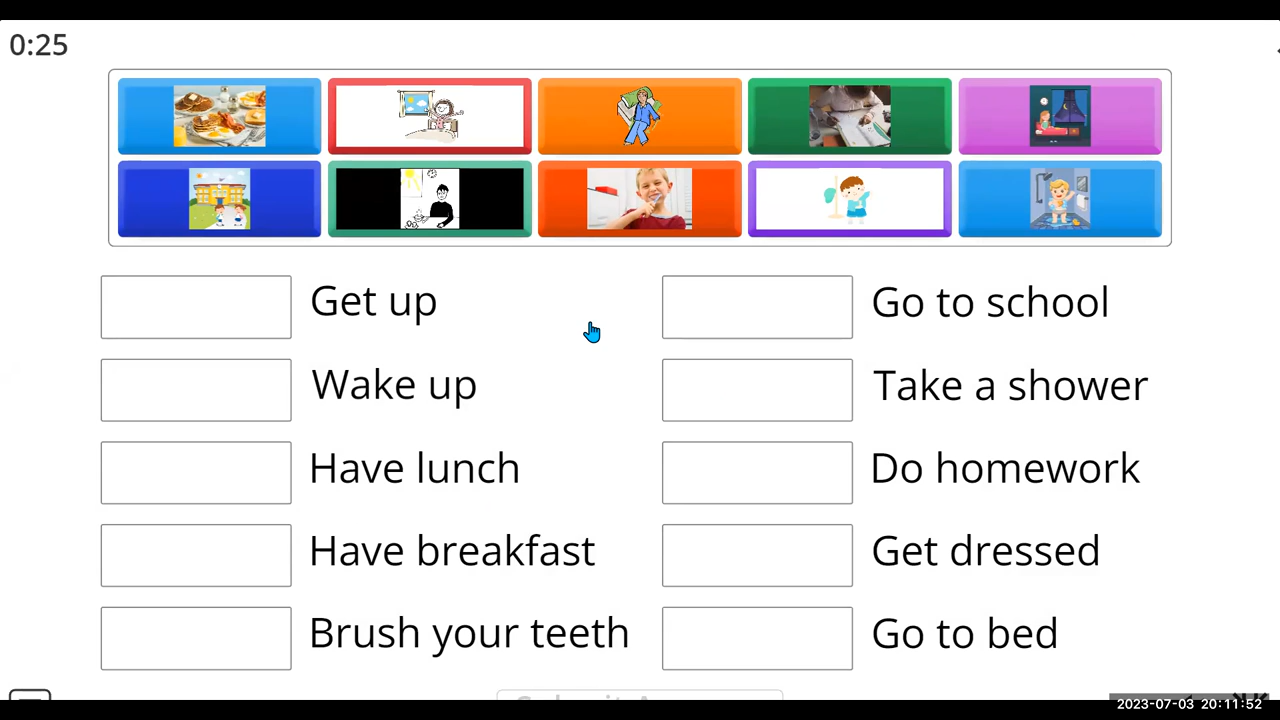 0:25
Get up
Go to school
Wake up
Take a shower
Have lunch
Do homework
Have breakfast
Get dressed
Brush your teeth
Go to bed
2023-07-03 20:11:52